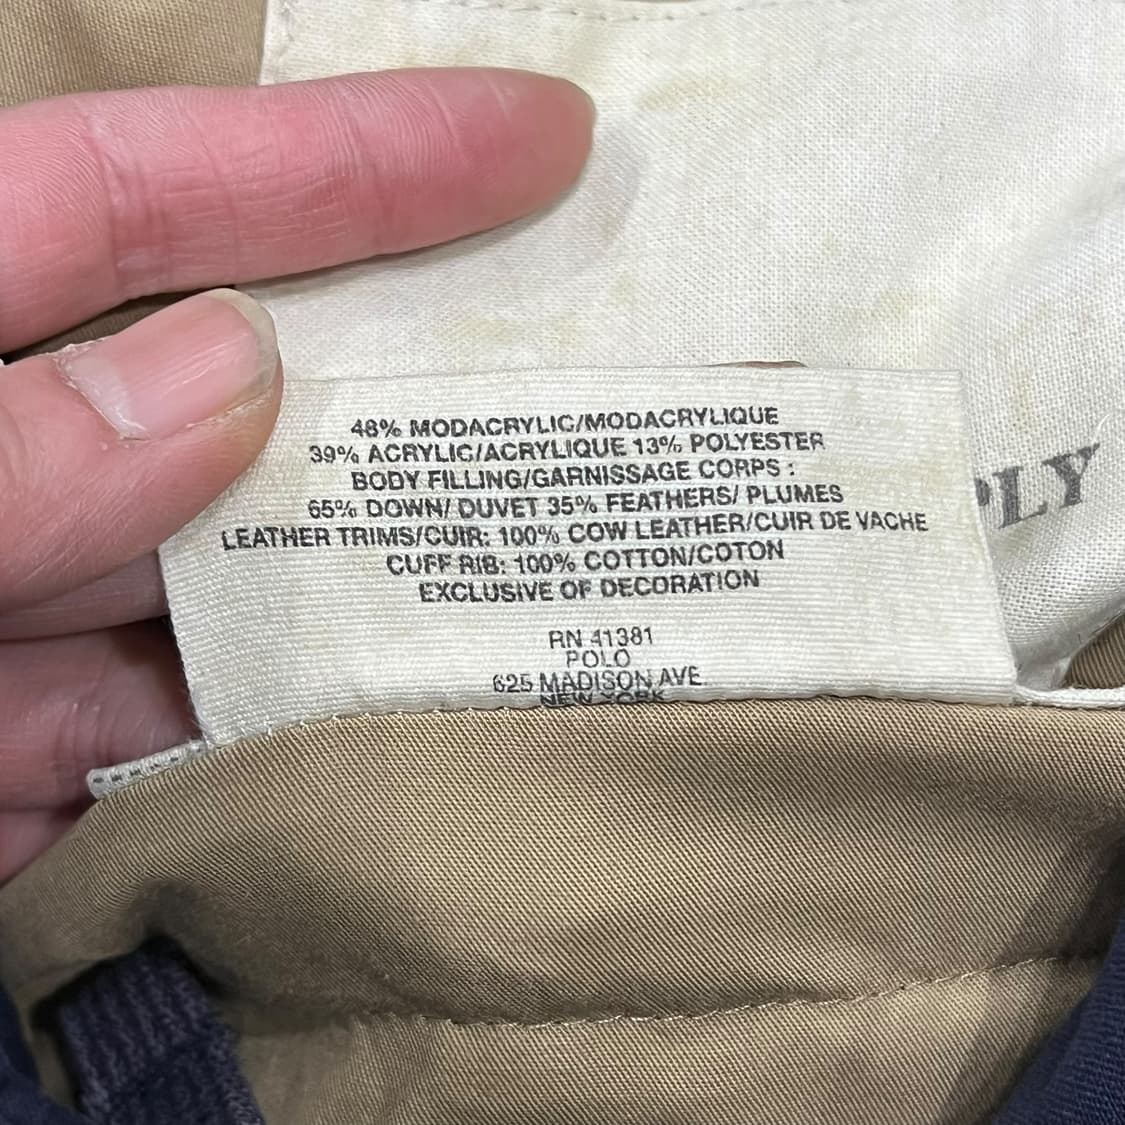 48% MODACRYLIC/MODACRYLIQUE
39% ACRYLIC/ACRYLIQUE 13% POLYESTER
BODY FILLING/GARNISSAGE CORPS :
65% DOWN/ DUVET 35% FEATHERS/ PLUMES
LEATHER TRIMS/CUIR: 100% COW LEATHER/CUIR DE VACHE
CUFF RIB: 100% COTTON/COTON
EXCLUSIVE OF DECORATION
RN 41381
POLO
625 MADISON AVE
NEW YORK
PLY